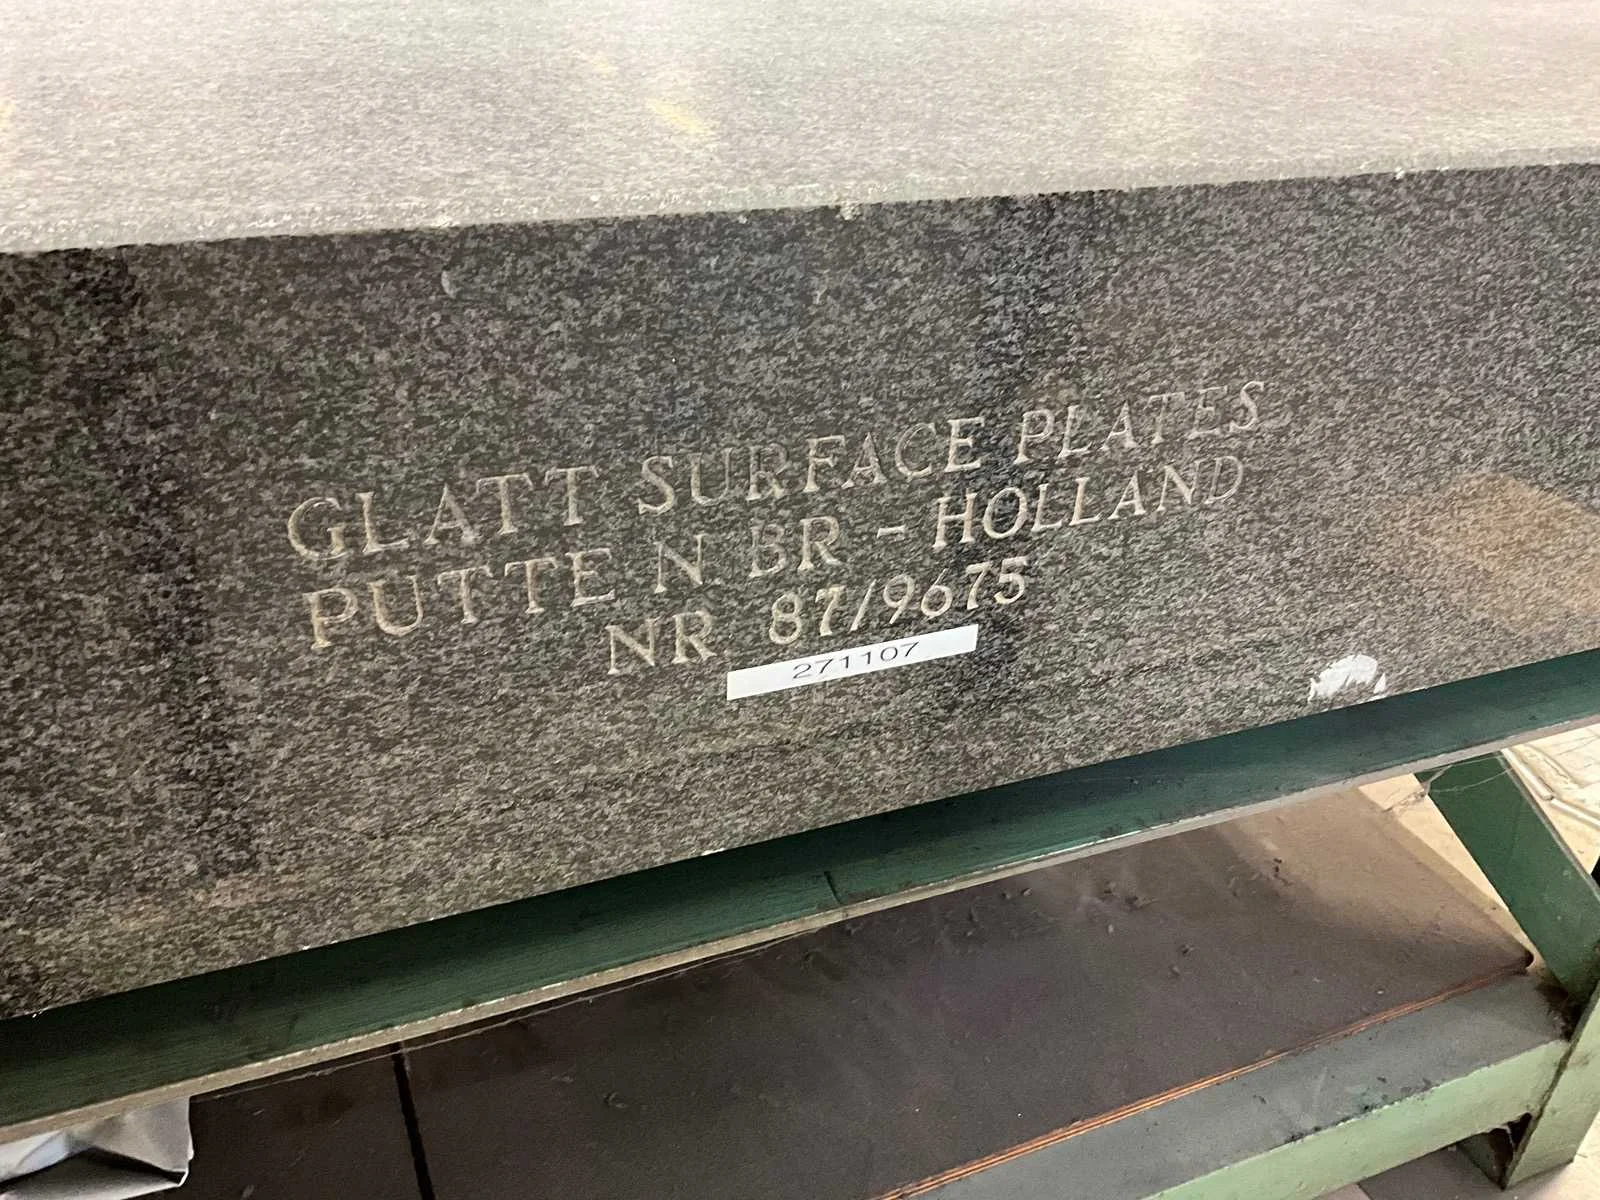 GLATT SURFACE PLATES
PUTTE N. BR - HOLLAND
NR 87/9675
271107